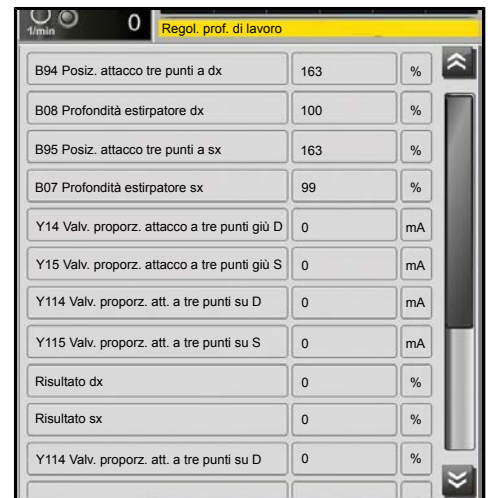 1/min 0 Regol. prof. di lavoro
B94 Posiz. attacco tre punti a dx 163 %
B08 Profondità estirpatore dx 100 %
B95 Posiz. attacco tre punti a sx 163 %
B07 Profondità estirpatore sx 99 %
Y14 Valv. proporz. attacco a tre punti giù D 0 mA
Y15 Valv. proporz. attacco a tre punti giù S 0 mA
Y114 Valv. proporz. att. a tre punti su D 0 mA
Y115 Valv. proporz. att. a tre punti su S 0 mA
Risultato dx 0 %
Risultato sx 0 %
Y114 Valv. proporz. att. a tre punti su D 0 %